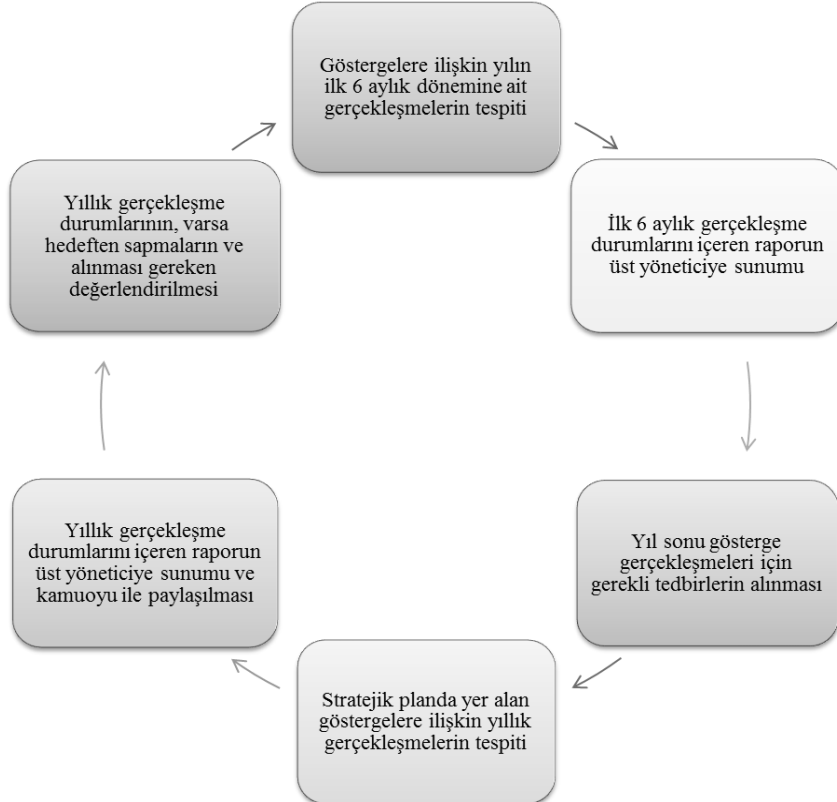 Göstergelere ilişkin yılın
ilk 6 aylık dönemine ait
gerçekleşmelerin tespiti
İlk 6 aylık gerçekleşme
durumlarını içeren raporun
üst yöneticiye sunumu
Yıl sonu gösterge
gerçekleşmeleri için
gerekli tedbirlerin alınması
Stratejik planda yer alan
göstergelere ilişkin yıllık
gerçekleşmelerin tespiti
Yıllık gerçekleşme
durumlarını içeren raporun
üst yöneticiye sunumu ve
kamuoyu ile paylaşılması
Yıllık gerçekleşme
durumlarının, varsa
hedeften sapmaların ve
alınması gereken
değerlendirilmesi